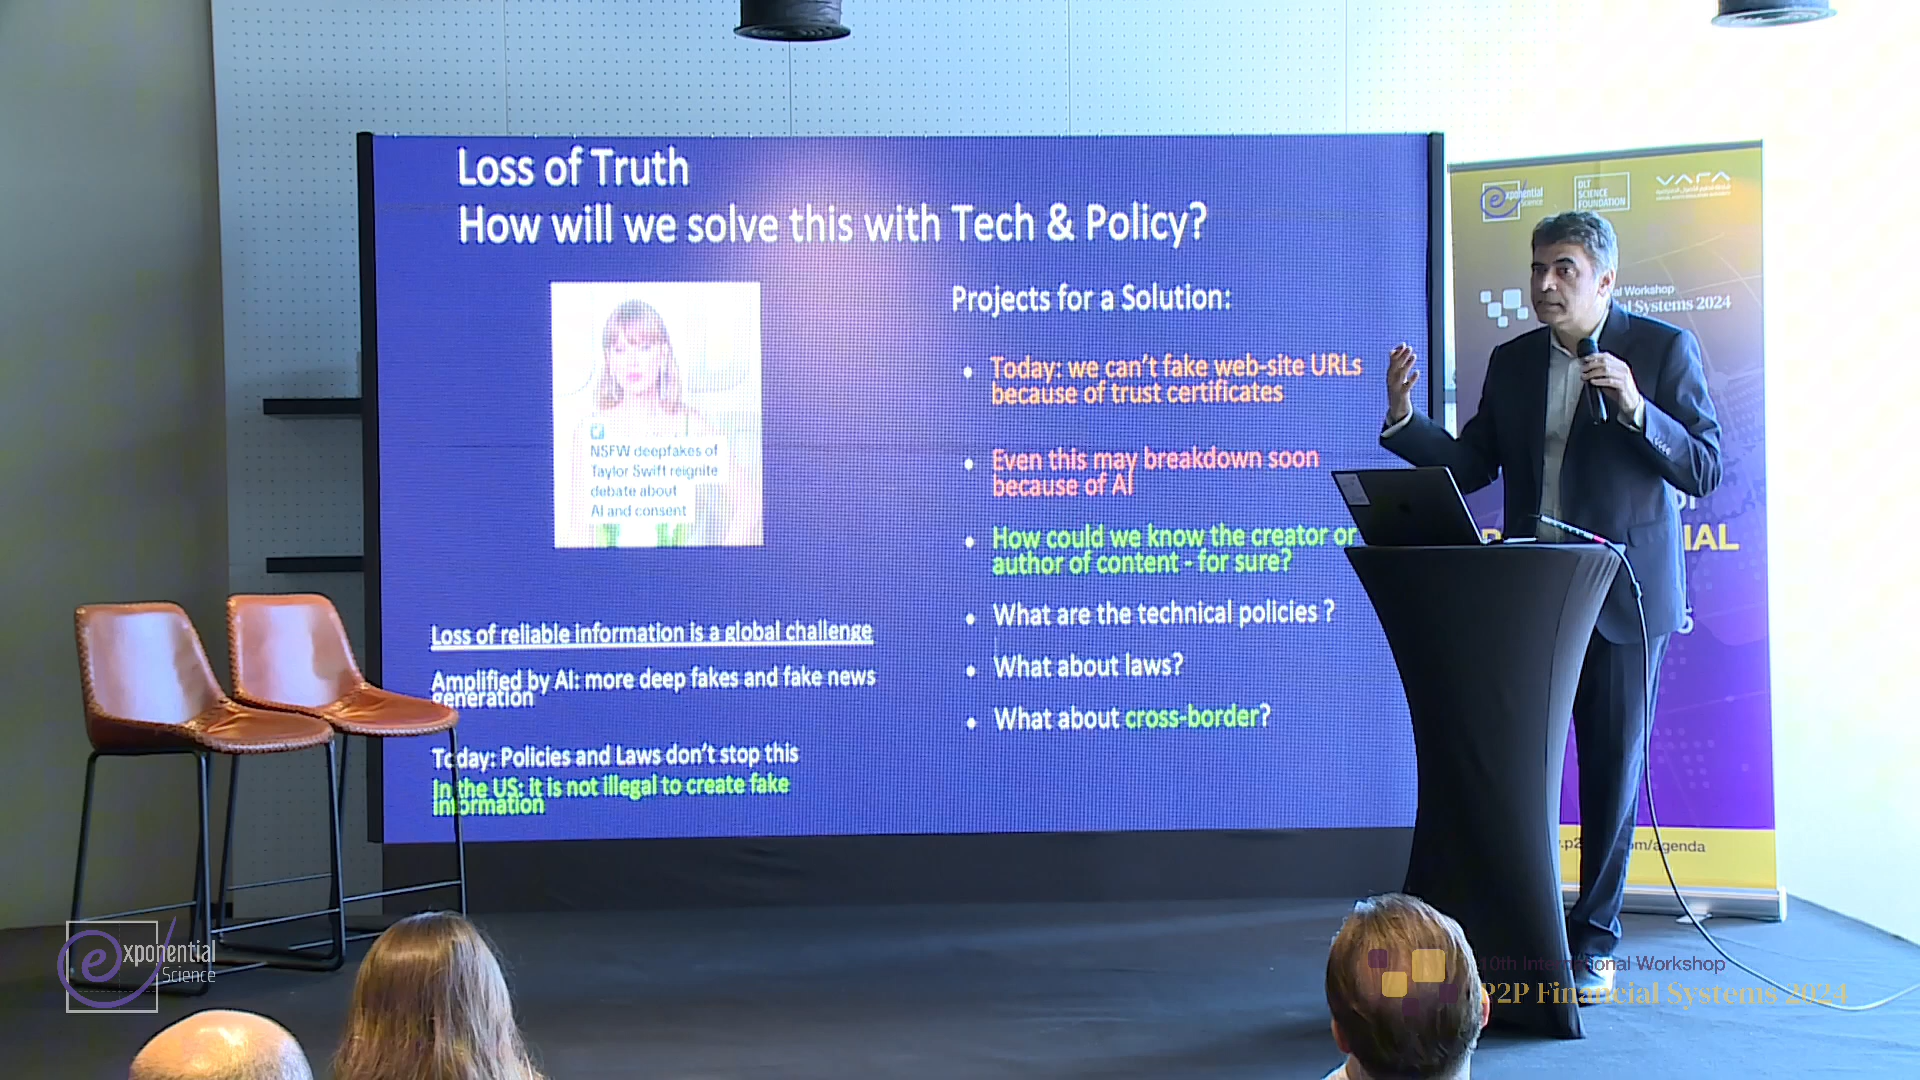 Loss of Truth
How will we solve this with Tech & Policy?
NSFW deepfakes of
Taylor Swift reignite
debate about
AI and consent
Loss of reliable information is a global challenge
Amplified by AI: more deep fakes and fake news
generation
Today: Policies and Laws don't stop this
In the US: it is not illegal to create fake
information
Projects for a Solution:
• Today: we can't fake web-site URLs
because of trust certificates
• Even this may breakdown soon
because of AI
• How could we know the creator or
author of content - for sure?
• What are the technical policies ?
• What about laws?
• What about cross-border?
exponential
Science
DLT
SCIENCE
FOUNDATION
VARA
Workshop
Systems 2024
/agenda
exponential
Science
10th International Workshop
P2P Financial Systems 2024